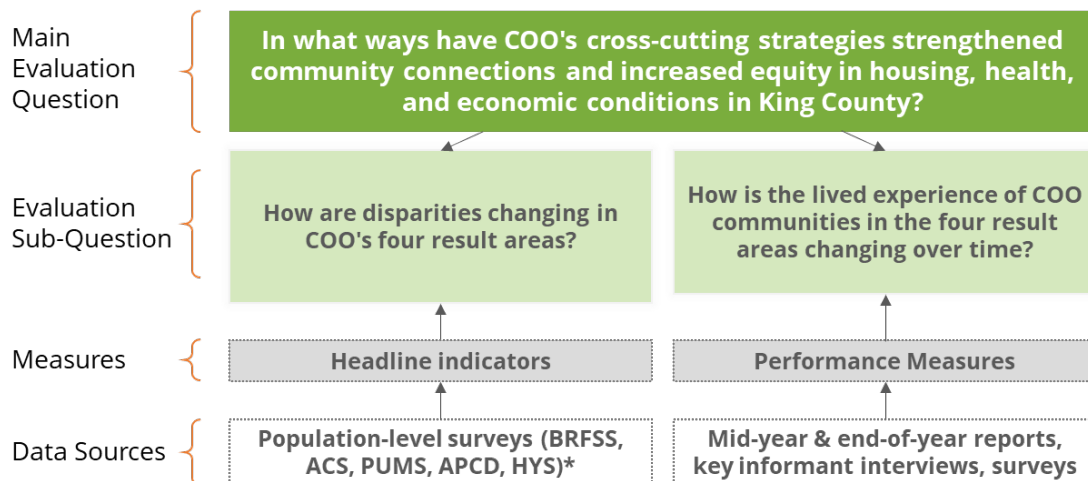 Main
Evaluation
Question
In what ways have COO's cross-cutting strategies strengthened
community connections and increased equity in housing, health,
and economic conditions in King County?
Evaluation
Sub-Question
How are disparities changing in
COO's four result areas?
How is the lived experience of COO
communities in the four result
areas changing over time?
Measures
Headline indicators
Performance Measures
Data Sources
Population-level surveys (BRFSS,
ACS, PUMS, APCD, HYS)*
Mid-year & end-of-year reports,
key informant interviews, surveys